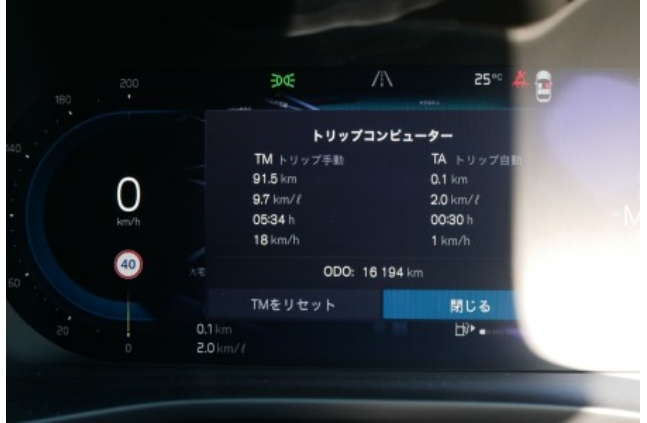 200
25°C
180
トリップコンピューター
TM トリップ手動 TA トリップ自動
91.5 km 0.1 km
9.7 km/ℓ 2.0 km/ℓ
05:34 h 00:30 h
18 km/h 1 km/h
0
km/h
40
大宅
ODO: 16 194 km
TMをリセット 閉じる
20
0
0.1 km
2.0 km/ℓ